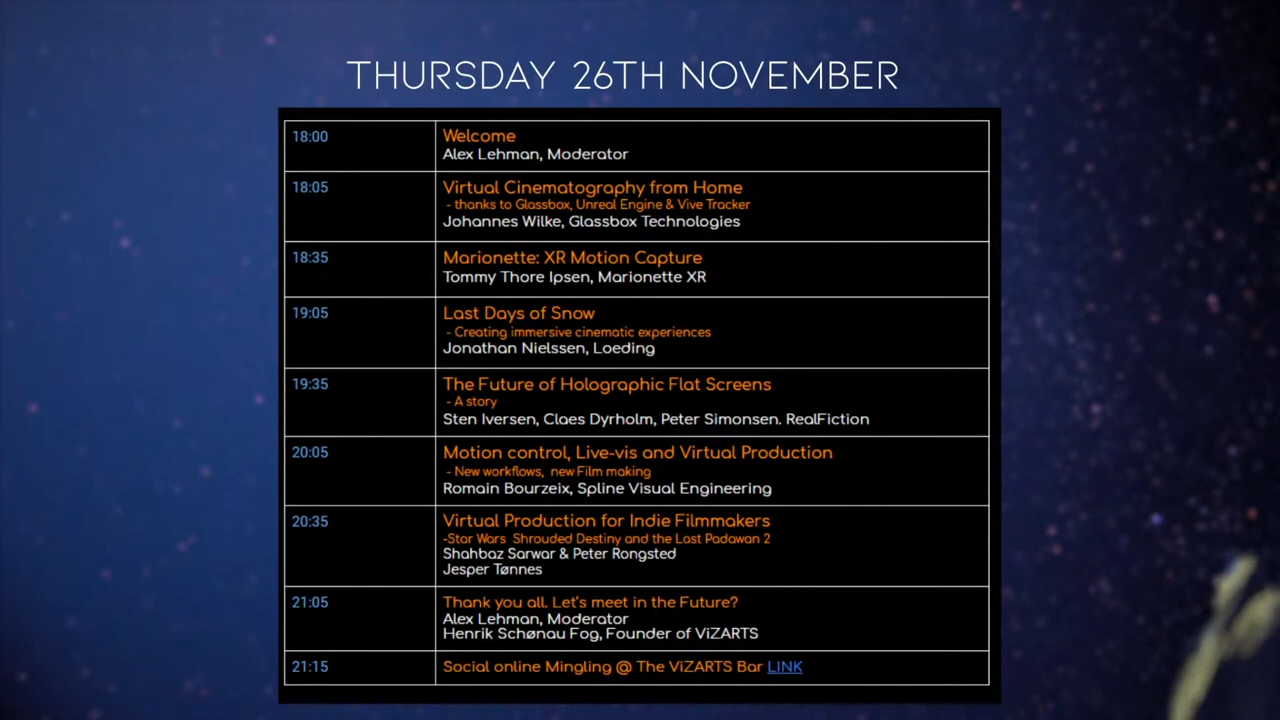 THURSDAY 26TH NOVEMBER
18:00
Welcome
Alex Lehman, Moderator
18:05
Virtual Cinematography from Home
- thanks to Glassbox, Unreal Engine & Vive Tracker
Johannes Wilke, Glassbox Technologies
18:35
Marionette: XR Motion Capture
Tommy Thore Ipsen, Marionette XR
19:05
Last Days of Snow
- Creating immersive cinematic experiences
Jonathan Nielssen, Loeding
19:35
The Future of Holographic Flat Screens
- A story
Sten Iversen, Claes Dyrholm, Peter Simonsen. RealFiction
20:05
Motion control, Live-vis and Virtual Production
- New workflows, new Film making
Romain Bourzeix, Spline Visual Engineering
20:35
Virtual Production for Indie Filmmakers
-Star Wars Shrouded Destiny and the Last Padawan 2
Shahbaz Sarwar & Peter Rongsted
Jesper Tønnes
21:05
Thank you all. Let's meet in the Future?
Alex Lehman, Moderator
Henrik Schønau Fog, Founder of ViZARTS
21:15
Social online Mingling @ The ViZARTS Bar LINK